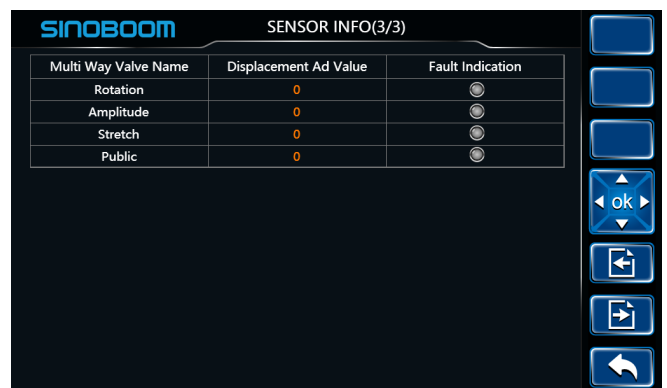 SINOBOOM
SENSOR INFO(3/3)
Multi Way Valve Name Displacement Ad Value Fault Indication
Rotation 0
Amplitude 0
Stretch 0
Public 0
ok